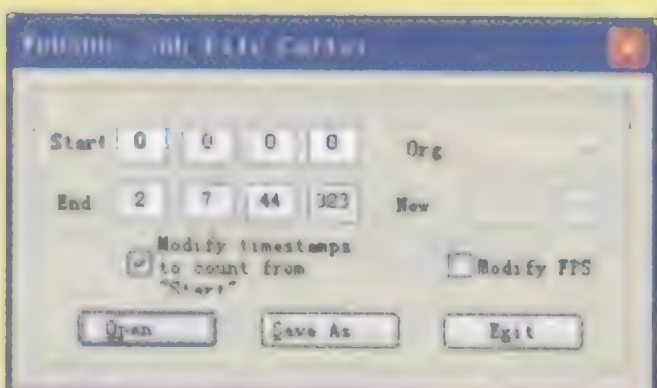 Start 0 0 0 0 Org
End 2 7 44 323 New
Modify timestamps
to count from
"Start"
Modify FPS
Open Save As Exit